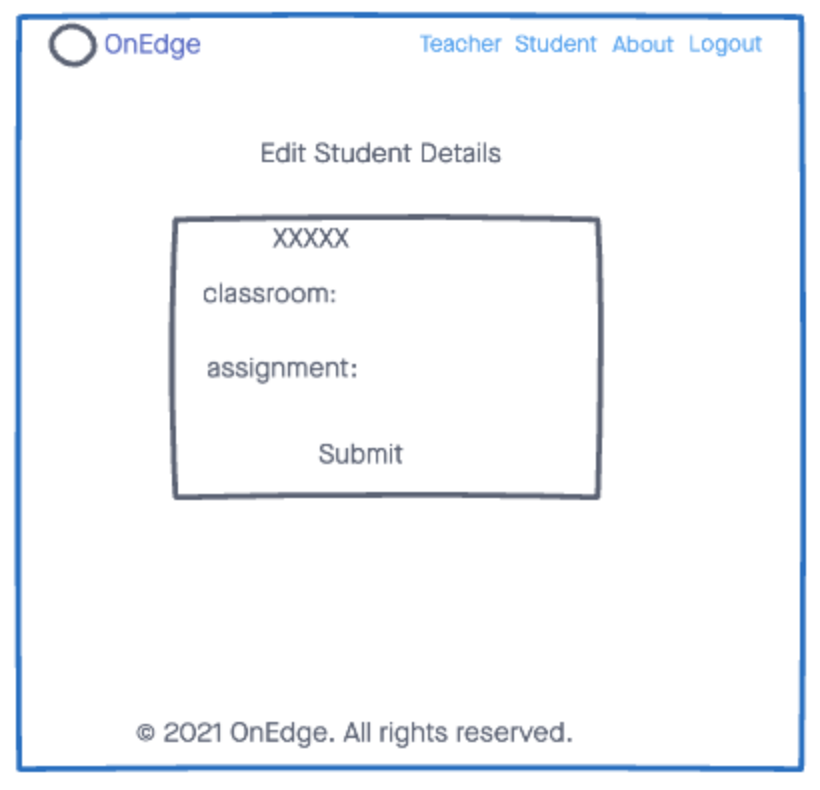 OnEdge Teacher Student About Logout
Edit Student Details
XXXXX
classroom:
assignment:
Submit
© 2021 OnEdge. All rights reserved.